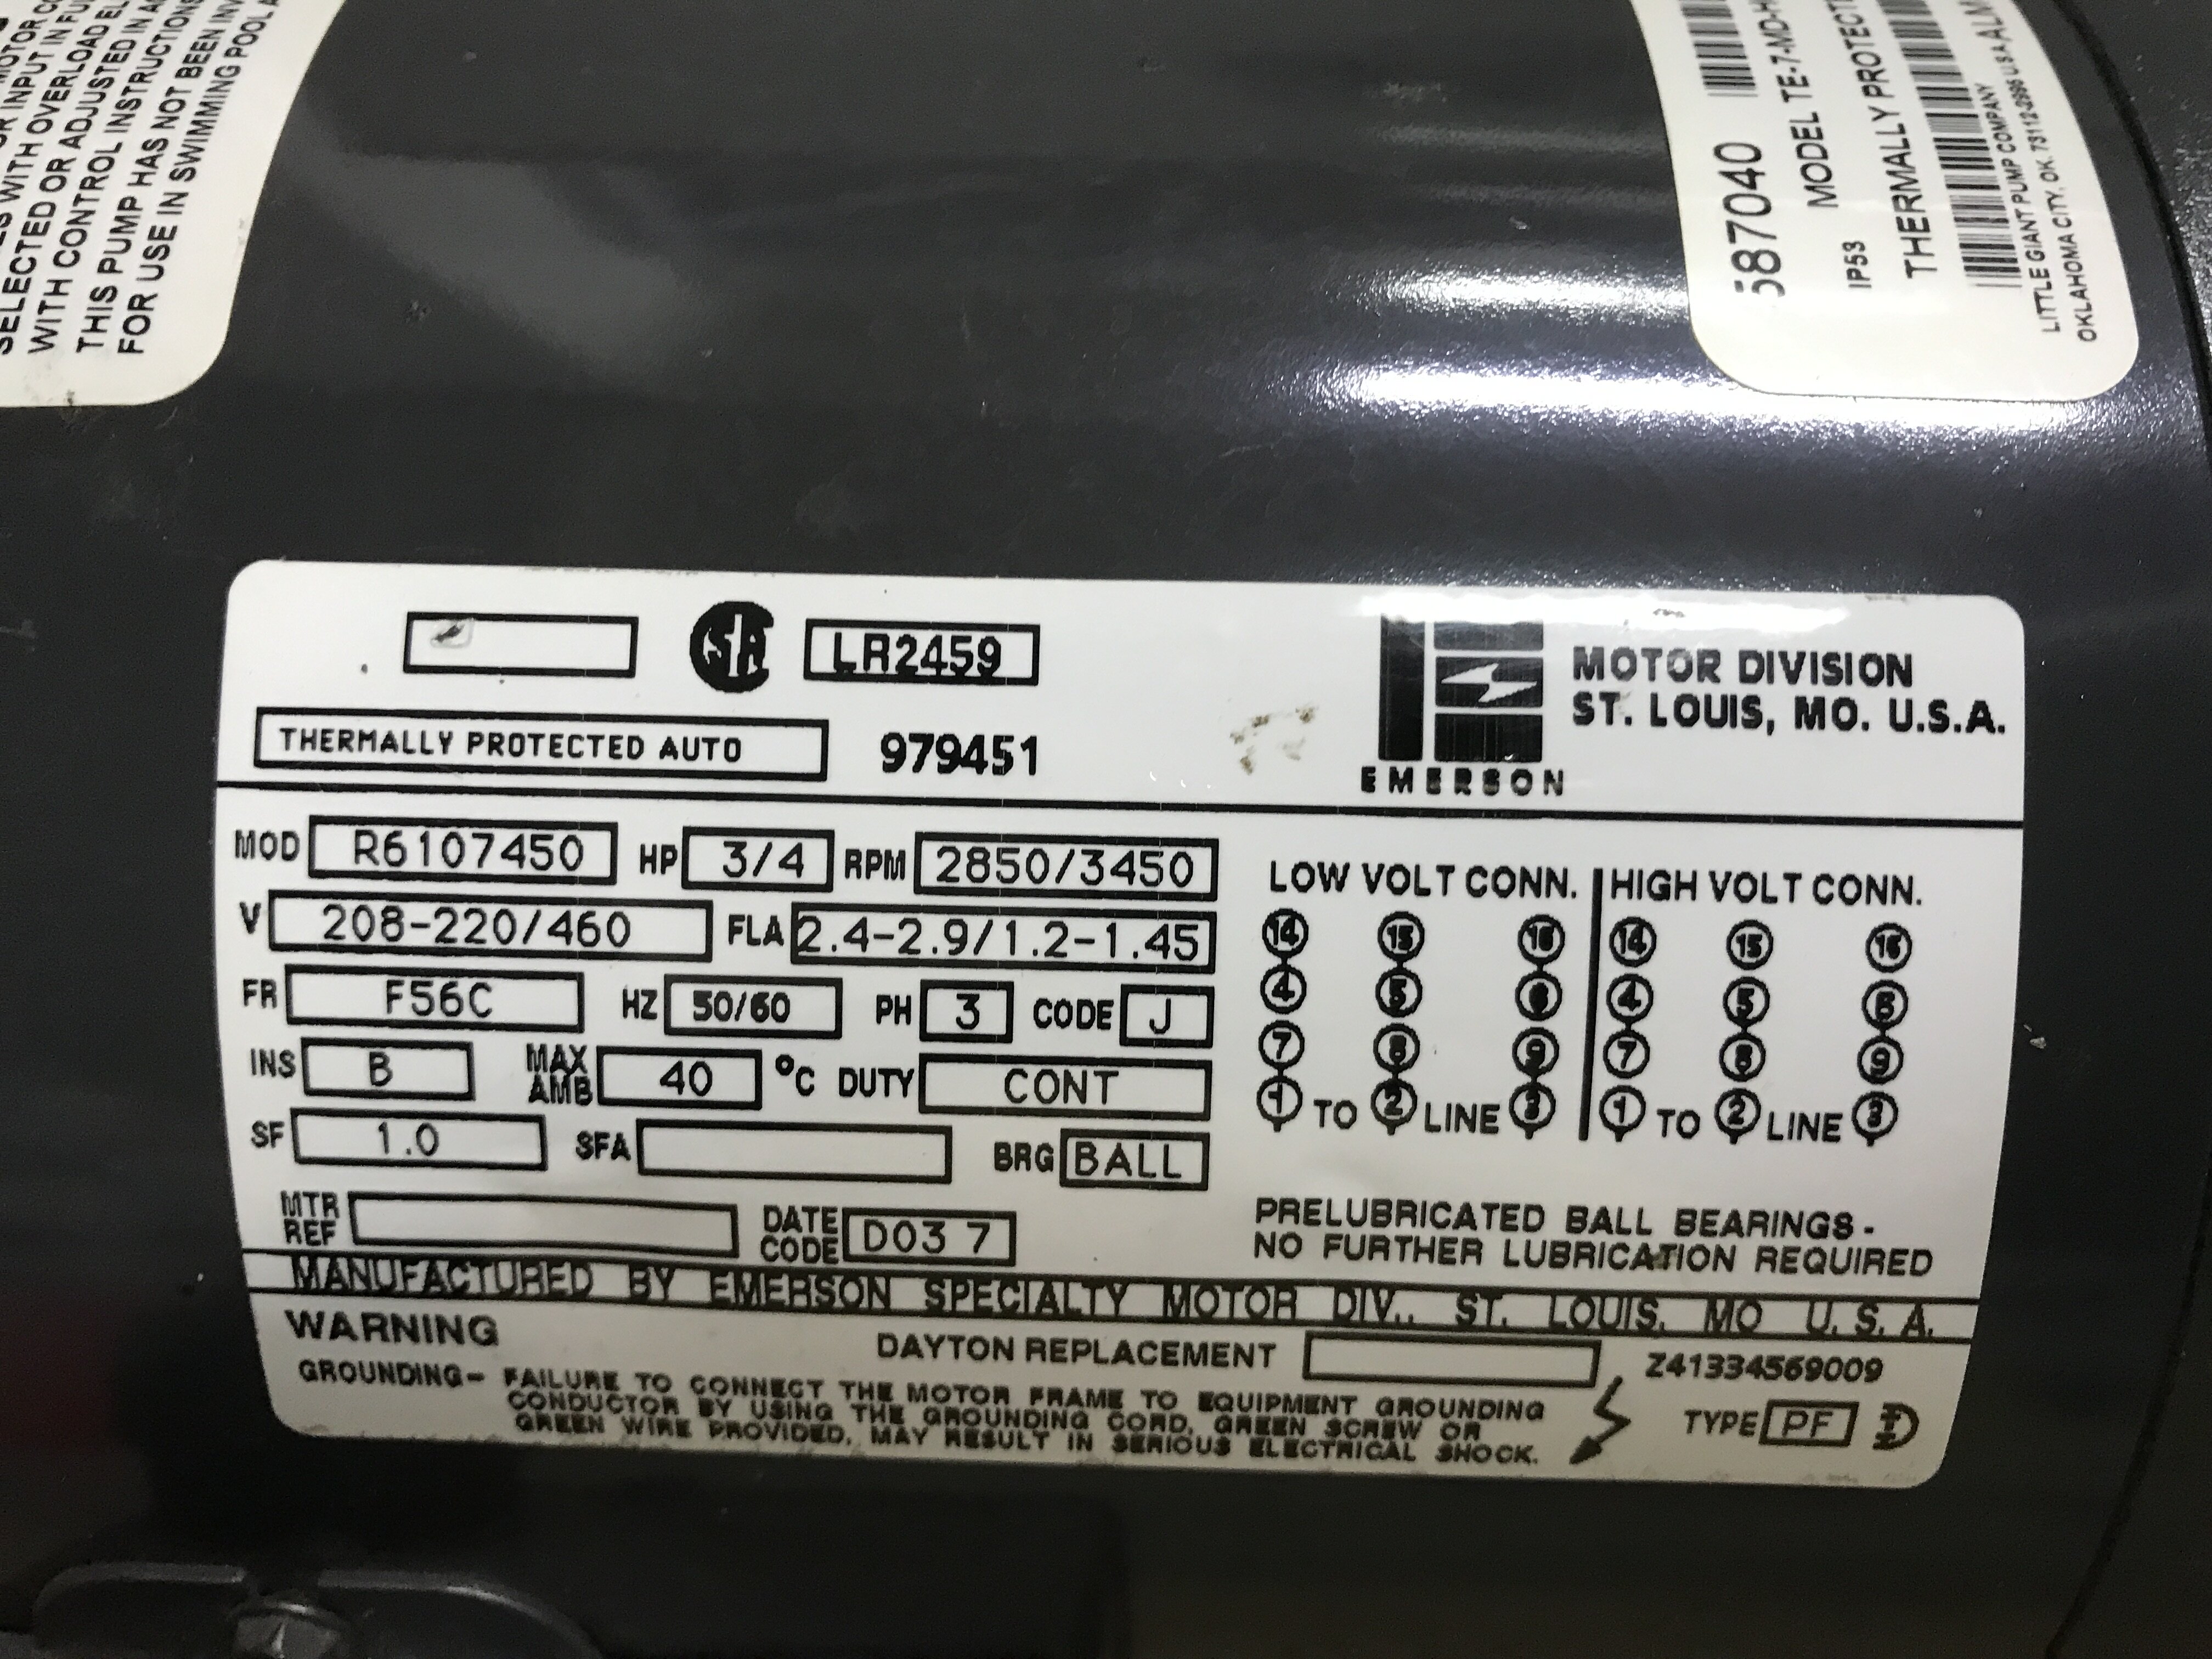 INPUT IN
WITH OVERLOAD
SELECTED OR ADJUSTED IN
WITH CONTROL INSTRUCTIONS
THIS PUMP HAS NOT BEEN
FOR USE IN SWIMMING POOL
587040
IP53 MODEL TE-7-MD-
THERMALLY
LITTLE GIANT PUMP COMPANY
OKLAHOMA CITY, OK. 73112 U.S.A.
LR2459
THERMALLY PROTECTED AUTO 979451
EMERSON
MOTOR DIVISION
ST. LOUIS, MO. U.S.A.
MOD R6107450 HP 3/4 RPM 2850/3450
V 208-220/460 FLA 2.4-2.9/1.2-1.45
FR F56C HZ 50/60 PH 3 CODE J
INS B MAX AMB 40 °C DUTY CONT
SF 1.0 SFA BRG BALL
MTR REF DATE CODE D03 7
LOW VOLT CONN. HIGH VOLT CONN.
14 15 16 14 15 16
4 5 6 4 5 6
7 8 9 7 8 9
1 TO 2 LINE 3 1 TO 2 LINE 3
PRELUBRICATED BALL BEARINGS-
NO FURTHER LUBRICATION REQUIRED
MANUFACTURED BY EMERSON SPECIALTY MOTOR DIV., ST. LOUIS, MO U.S.A.
WARNING
DAYTON REPLACEMENT Z41334569009
GROUNDING- FAILURE TO CONNECT THE MOTOR FRAME TO EQUIPMENT GROUNDING
CONDUCTOR BY USING THE GROUNDING CORD, GREEN SCREW OR
GREEN WIRE PROVIDED, MAY RESULT IN SERIOUS ELECTRICAL SHOCK.
TYPE PF